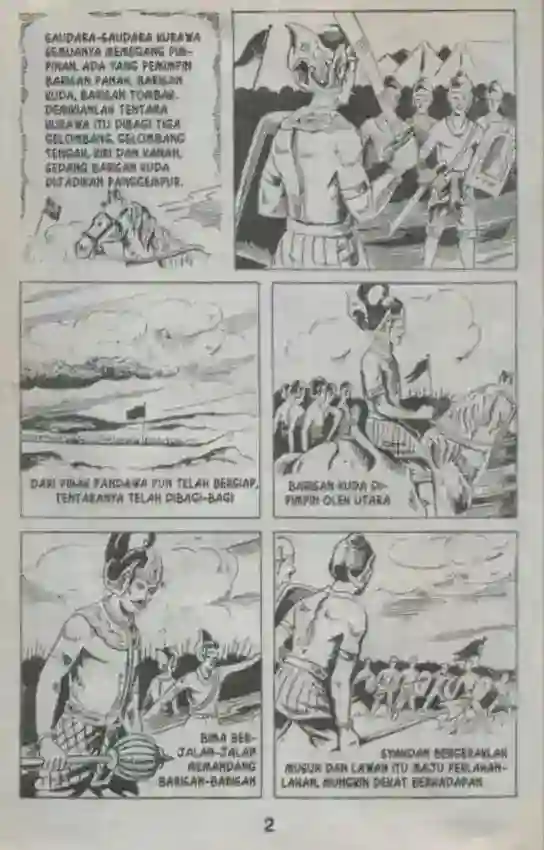 SAUDARA-SAUDARA KURAWA
SEMUANYA MEMEGANG PIM-
PINAN. ADA YANG PEMIMPIN
BARISAN PANAH, BARISAN
KUDA, BARISAN TOMBAK.
DEMIKIANLAH TENTARA
KURAWA ITU DIBAGI TIGA
GELOMBANG, GELOMBANG
TENGAH, KIRI DAN KANAN,
SEDANG BARISAN KUDA
DIJADIKAN PANGGEMPUR.
DARI PIHAK PANDAWA PUN TELAH BERSIAP,
TENTARANYA TELAH DIBAGI-BAGI
BARISAN KUDA DI-
PIMPIN OLEH UTARA
BIMA BER-
JALAN-JALAN
MEMANDANG
BARISAN-BARISAN
SYAHDAN BERGERAKLAH
MUSUH DAN LAWAN ITU MAJU PERLAHAN-
LAHAN, MUNGKIN DEKAT BERHADAPAN
2